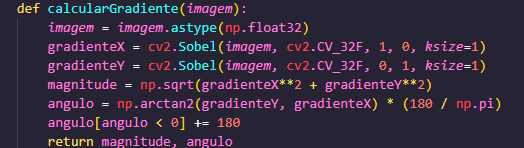 def calcularGradiente(imagem):
    imagem = imagem.astype(np.float32)
    gradienteX = cv2.Sobel(imagem, cv2.CV_32F, 1, 0, ksize=1)
    gradienteY = cv2.Sobel(imagem, cv2.CV_32F, 0, 1, ksize=1)
    magnitude = np.sqrt(gradienteX**2 + gradienteY**2)
    angulo = np.arctan2(gradienteY, gradienteX) * (180 / np.pi)
    angulo[angulo < 0] += 180
    return magnitude, angulo